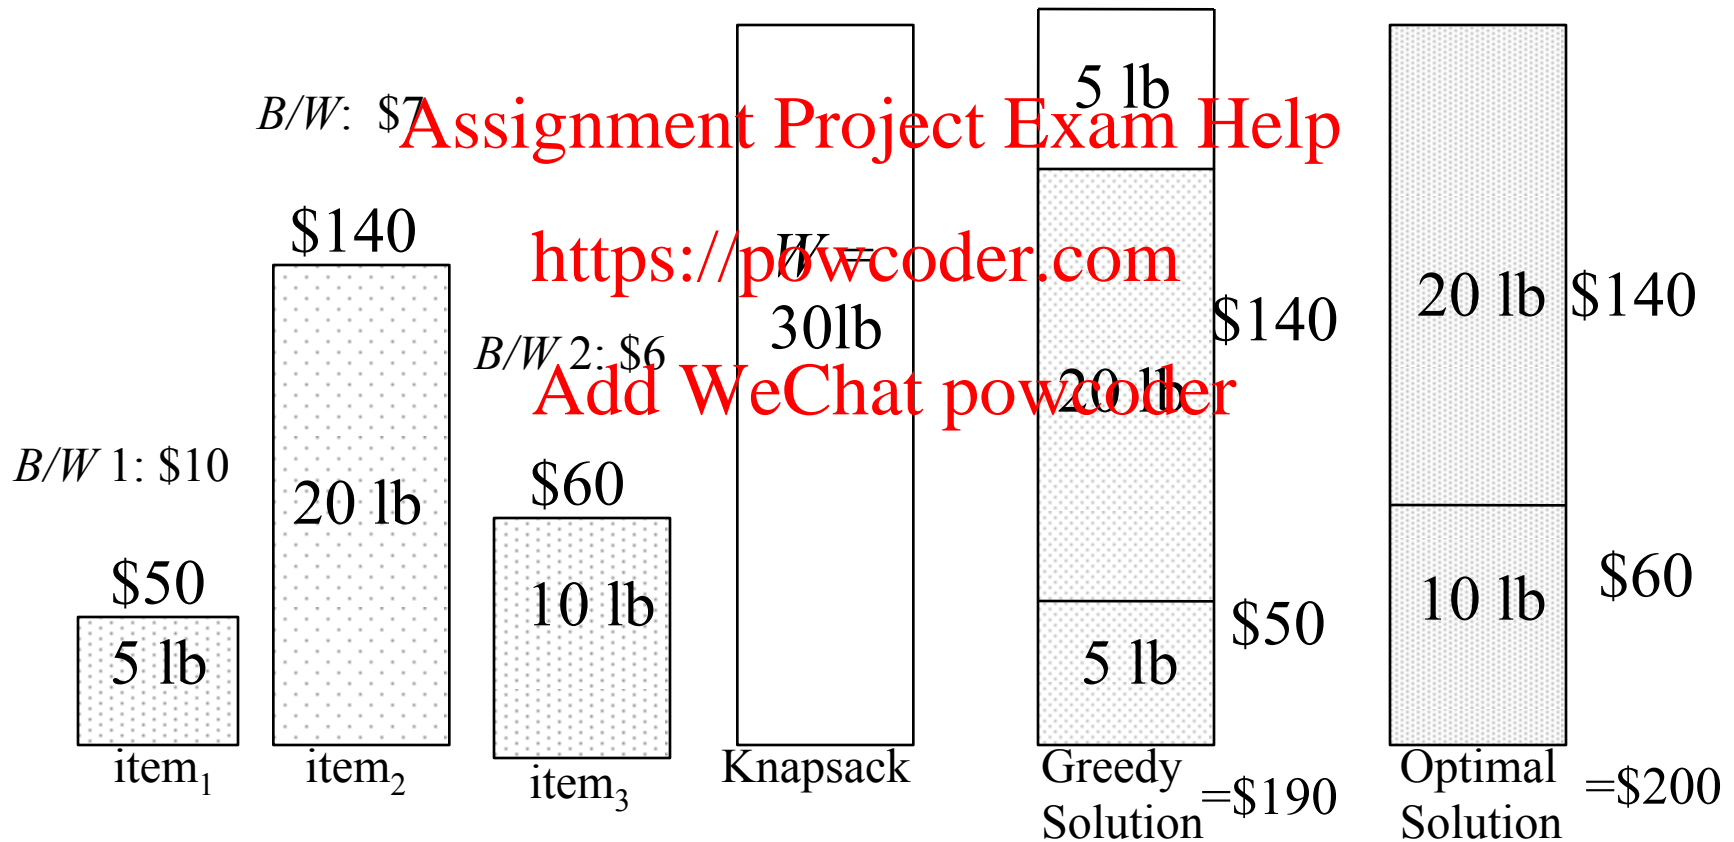 5 lb
B/W: $7
Assignment Project Exam Help
$140
https://powcoder.com
W =
20 lb $140
30lb
$140
B/W 2: $6
Add WeChat powcoder
20 lb
B/W 1: $10
$60
20 lb
$50
10 lb
10 lb
$60
$50
5 lb
5 lb
item1
item2
item3
Knapsack
Greedy
Solution
=$190
Optimal
Solution
=$200